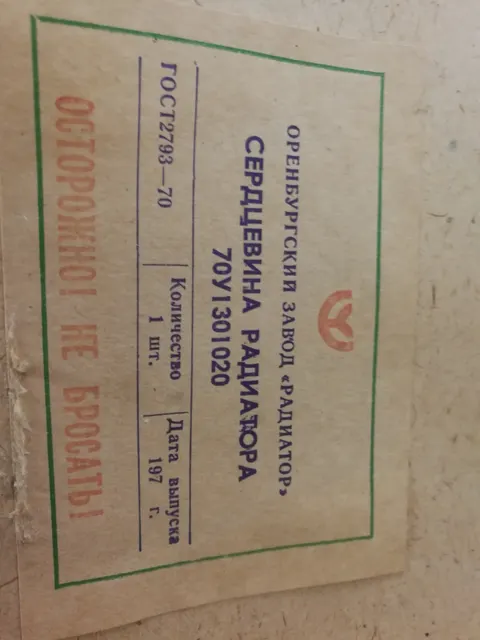 ОРЕНБУРГСКИЙ ЗАВОД «РАДИАТОР»
СЕРДЦЕВИНА РАДИАТОРА
70У1301020
ГОСТ2793—70
Количество
1 шт.
Дата выпуска
197 г.
ОСТОРОЖНО! НЕ БРОСАТЬ!